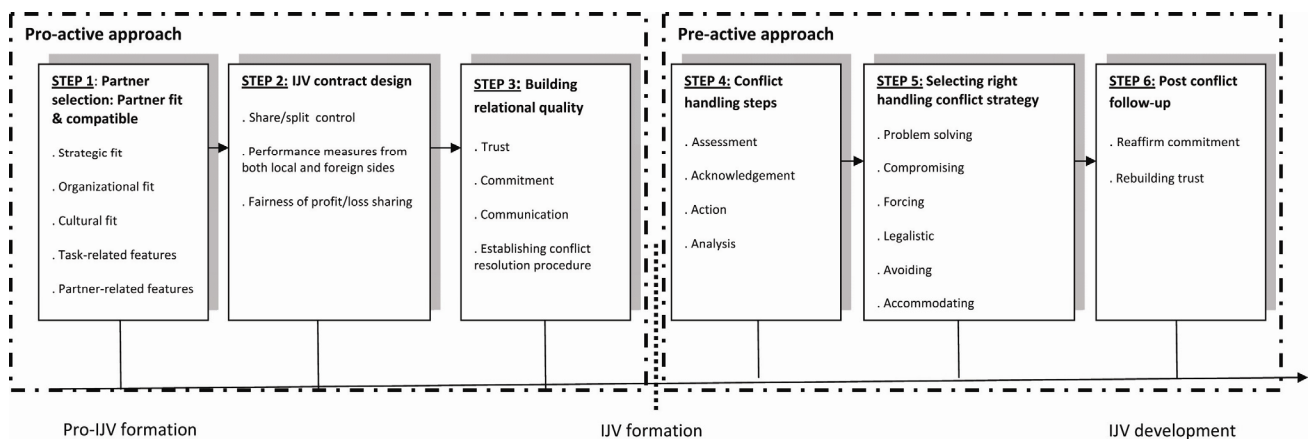 Pro-active approach
STEP 1: Partner
selection: Partner fit
& compatible
. Strategic fit
. Organizational fit
. Cultural fit
. Task-related features
. Partner-related features
STEP 2: IJV contract design
. Share/split control
. Performance measures from
both local and foreign sides
. Fairness of profit/loss sharing
STEP 3: Building
relational quality
. Trust
. Commitment
. Communication
. Establishing conflict
resolution procedure
Pre-active approach
STEP 4: Conflict
handling steps
. Assessment
. Acknowledgement
. Action
. Analysis
STEP 5: Selecting right
handling conflict strategy
. Problem solving
. Compromising
. Forcing
. Legalistic
. Avoiding
. Accommodating
STEP 6: Post conflict
follow-up
. Reaffirm commitment
. Rebuilding trust
Pro-IJV formation
IJV formation
IJV development